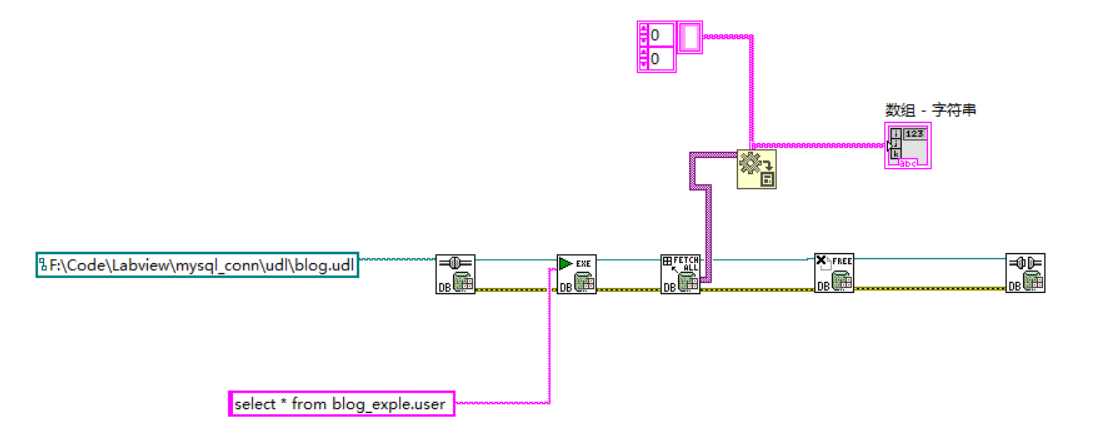 0
0
数组 - 字符串
i 123
j
k
abc
F:\Code\Labview\mysql_conn\udl\blog.udl
DB
EXE
DB
FETCH
ALL
DB
FREE
DB
DB
select * from blog_exple.user